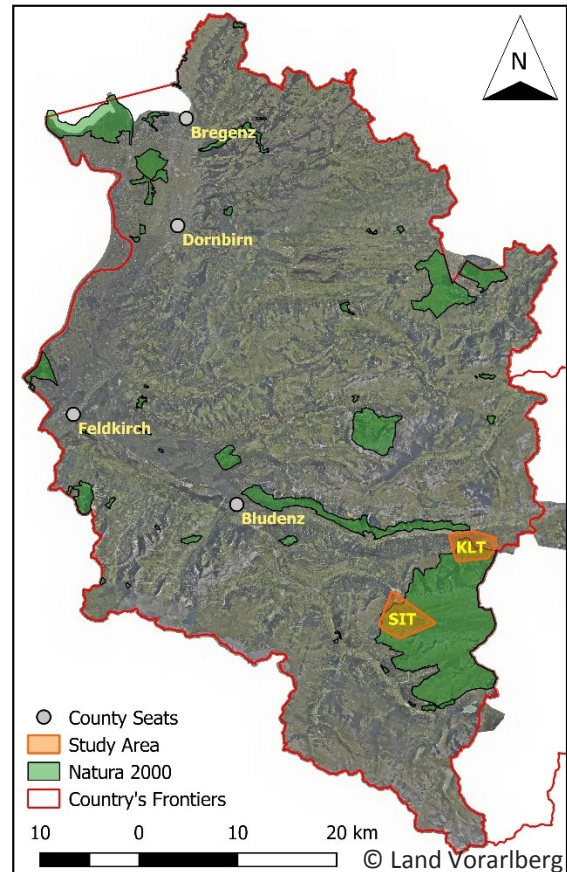 N
Bregenz
Dornbirn
Feldkirch
Bludenz
KLT
SIT
County Seats
Study Area
Natura 2000
Country's Frontiers
10 0 10 20 km
© Land Vorarlberg